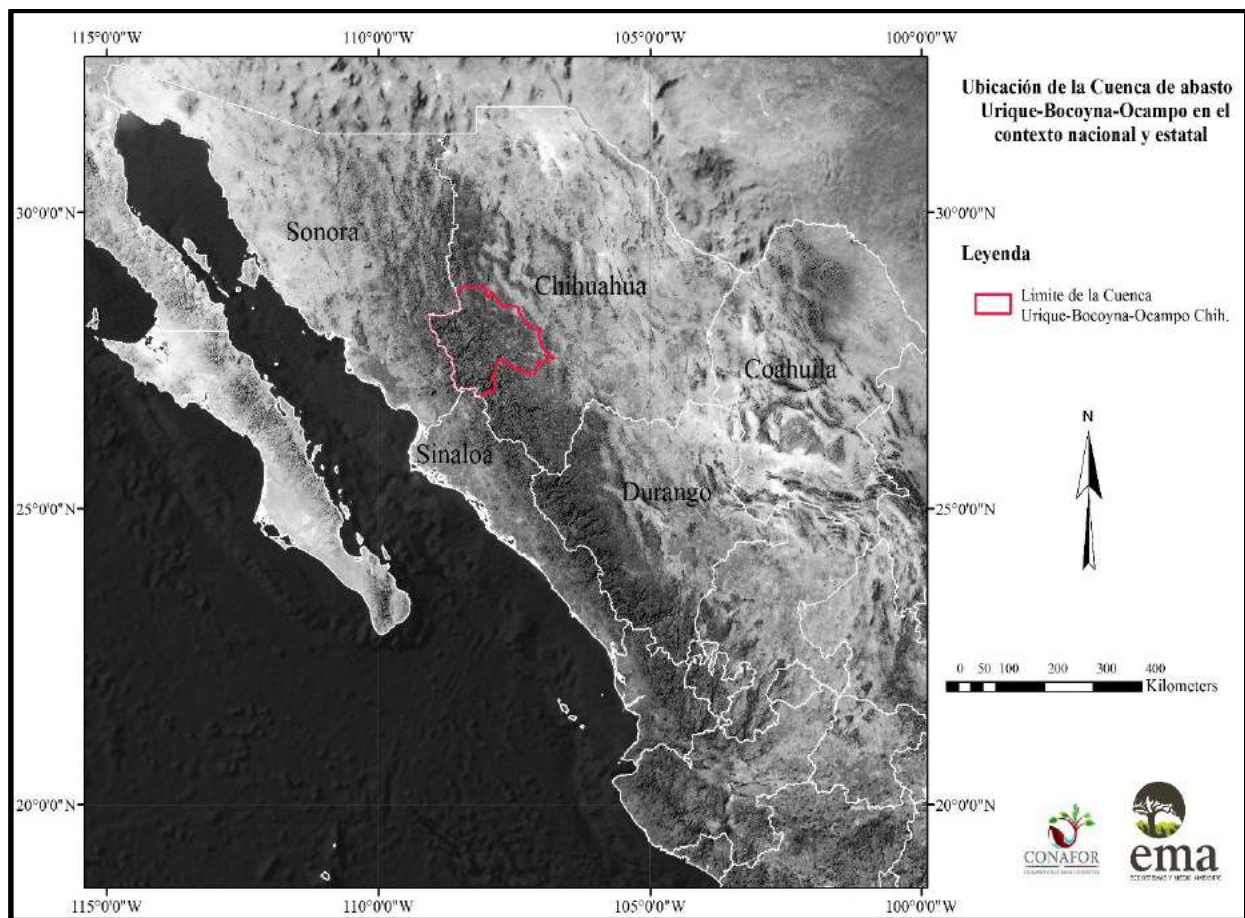 115°0'0"W
110°0'0"W
105°0'0"W
100°0'0"W
Ubicación de la Cuenca de abasto
Urique-Bocoyna-Ocampo en el
contexto nacional y estatal
30°0'0"N
30°0'0"N
Sonora
Leyenda
Chihuahua
Limite de la Cuenca
Urique-Bocoyna-Ocampo Chih.
Coahuila
N
Sinaloa
Durango
25°0'0"N
25°0'0"N
0 50 100 200 300 400
Kilometers
20°0'0"N
20°0'0"N
CONAFOR
ema
ECOSISTEMAS Y MEDIO AMBIENTE
115°0'0"W
110°0'0"W
105°0'0"W
100°0'0"W